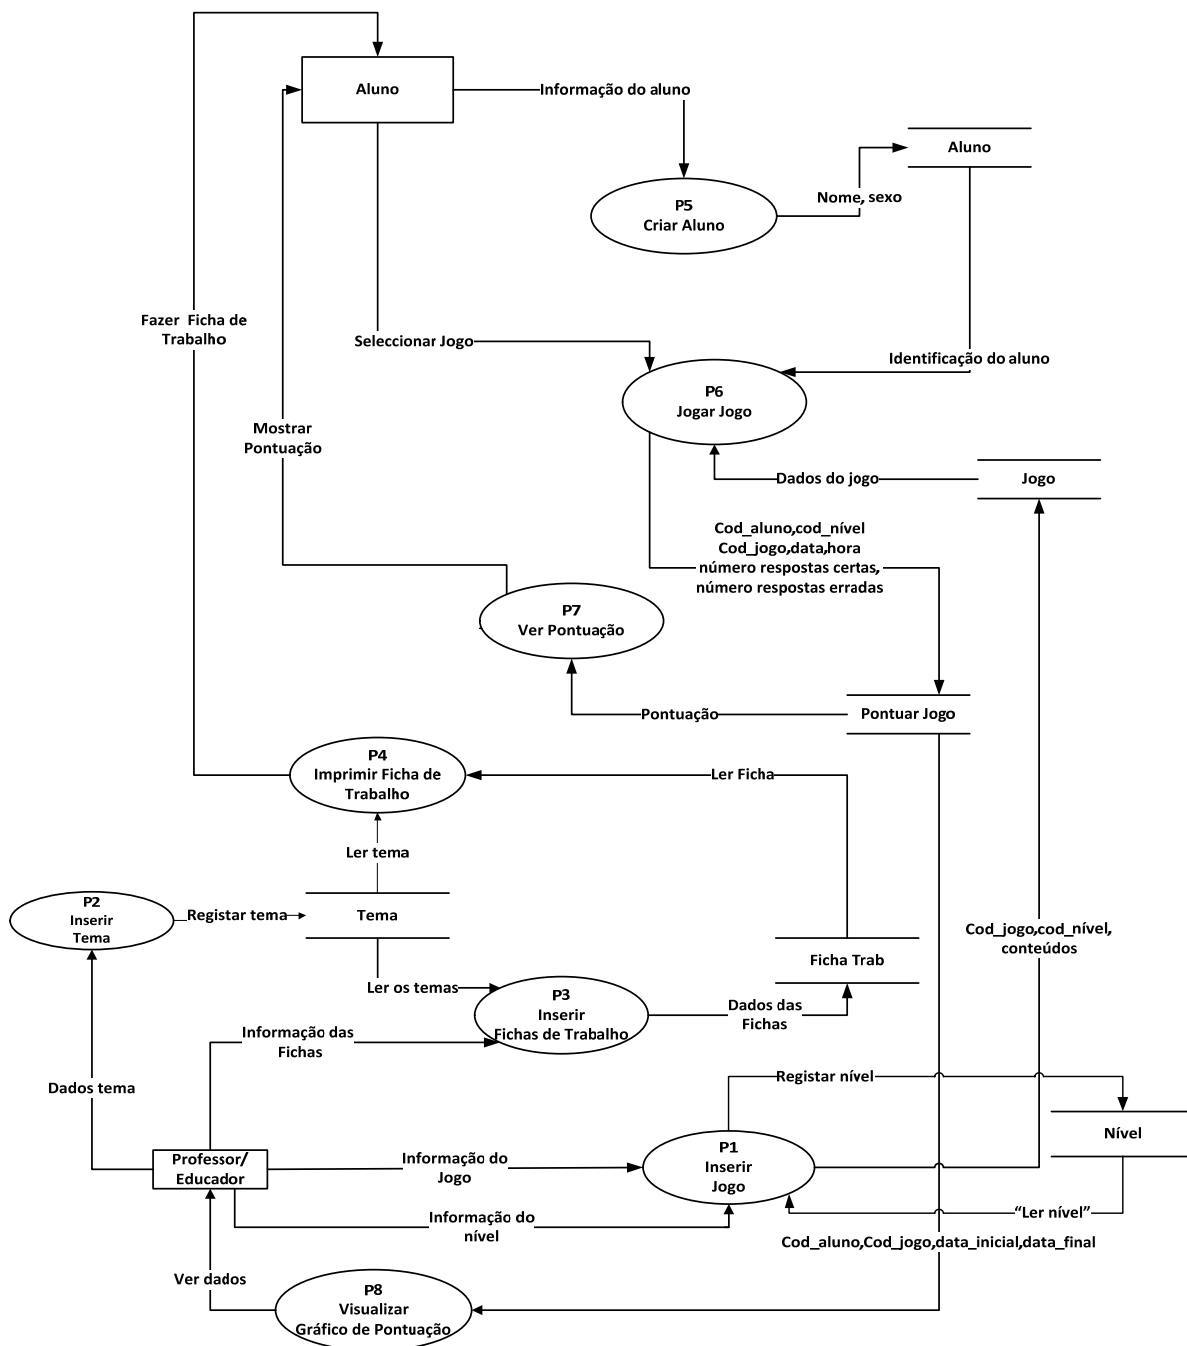 Aluno
Informação do aluno
Aluno
P5
Criar Aluno
Nome, sexo
Fazer Ficha de
Trabalho
Seleccionar Jogo
Identificação do aluno
P6
Jogar Jogo
Mostrar
Pontuação
Dados do jogo
Jogo
Cod_aluno,cod_nível
Cod_jogo,data,hora
número respostas certas,
número respostas erradas
P7
Ver Pontuação
Pontuação
Pontuar Jogo
P4
Imprimir Ficha de
Trabalho
Ler Ficha
Ler tema
P2
Inserir
Tema
Registar tema
Tema
Cod_jogo,cod_nível,
conteúdos
Ficha Trab
Ler os temas
P3
Inserir
Fichas de Trabalho
Dados das
Fichas
Informação das
Fichas
Registar nível
Dados tema
Nível
Professor/
Educador
Informação do
Jogo
P1
Inserir
Jogo
Informação do
nível
“Ler nível”
Cod_aluno,Cod_jogo,data_inicial,data_final
Ver dados
P8
Visualizar
Gráfico de Pontuação